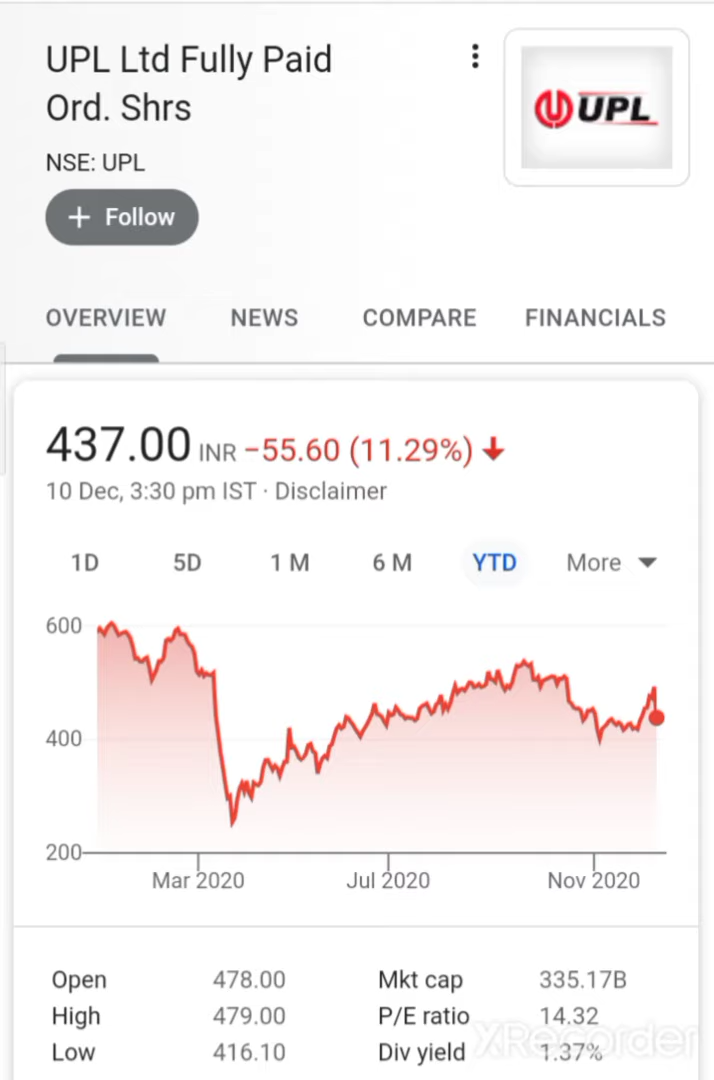 UPL Ltd Fully Paid
Ord. Shrs
UPL
NSE: UPL
+ Follow
OVERVIEW NEWS COMPARE FINANCIALS
437.00 INR −55.60 (11.29%)
10 Dec, 3:30 pm IST · Disclaimer
1D 5D 1 M 6 M YTD More
600
400
200
Mar 2020 Jul 2020 Nov 2020
Open 478.00 Mkt cap 335.17B
High 479.00 P/E ratio 14.32
Low 416.10 Div yield 1.37%
XRecorder